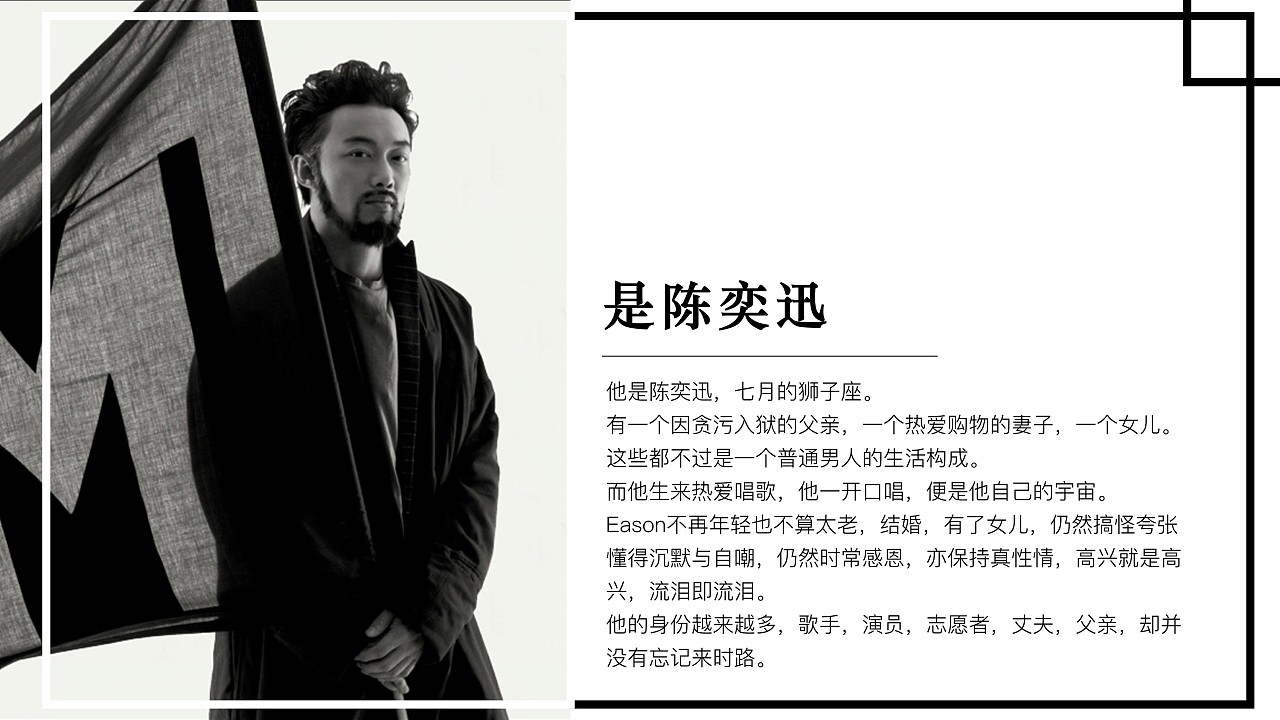 是陈奕迅
他是陈奕迅，七月的狮子座。
有一个因贪污入狱的父亲，一个热爱购物的妻子，一个女儿。
这些都不过是一个普通男人的生活构成。
而他生来热爱唱歌，他一开口唱，便是他自己的宇宙。
Eason不再年轻也不算太老，结婚，有了女儿，仍然搞怪夸张
懂得沉默与自嘲，仍然时常感恩，亦保持真性情，高兴就是高
兴，流泪即流泪。
他的身份越来越多，歌手，演员，志愿者，丈夫，父亲，却并
没有忘记来时路。